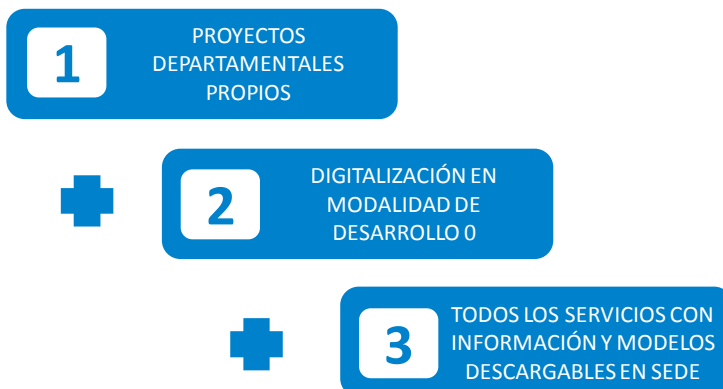 1
PROYECTOS
DEPARTAMENTALES
PROPIOS
2
DIGITALIZACIÓN EN
MODALIDAD DE
DESARROLLO 0
3
TODOS LOS SERVICIOS CON
INFORMACIÓN Y MODELOS
DESCARGABLES EN SEDE